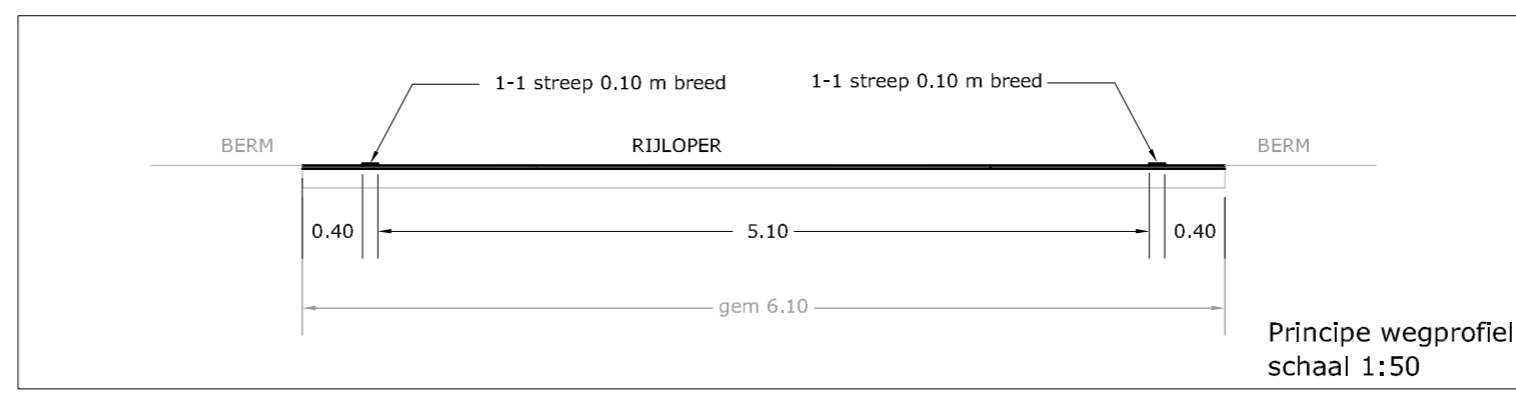 1-1 streep 0.10 m breed
1-1 streep 0.10 m breed
BERM
RIJLOPER
BERM
0.40
5.10
0.40
gem 6.10
Principe wegprofiel
schaal 1:50